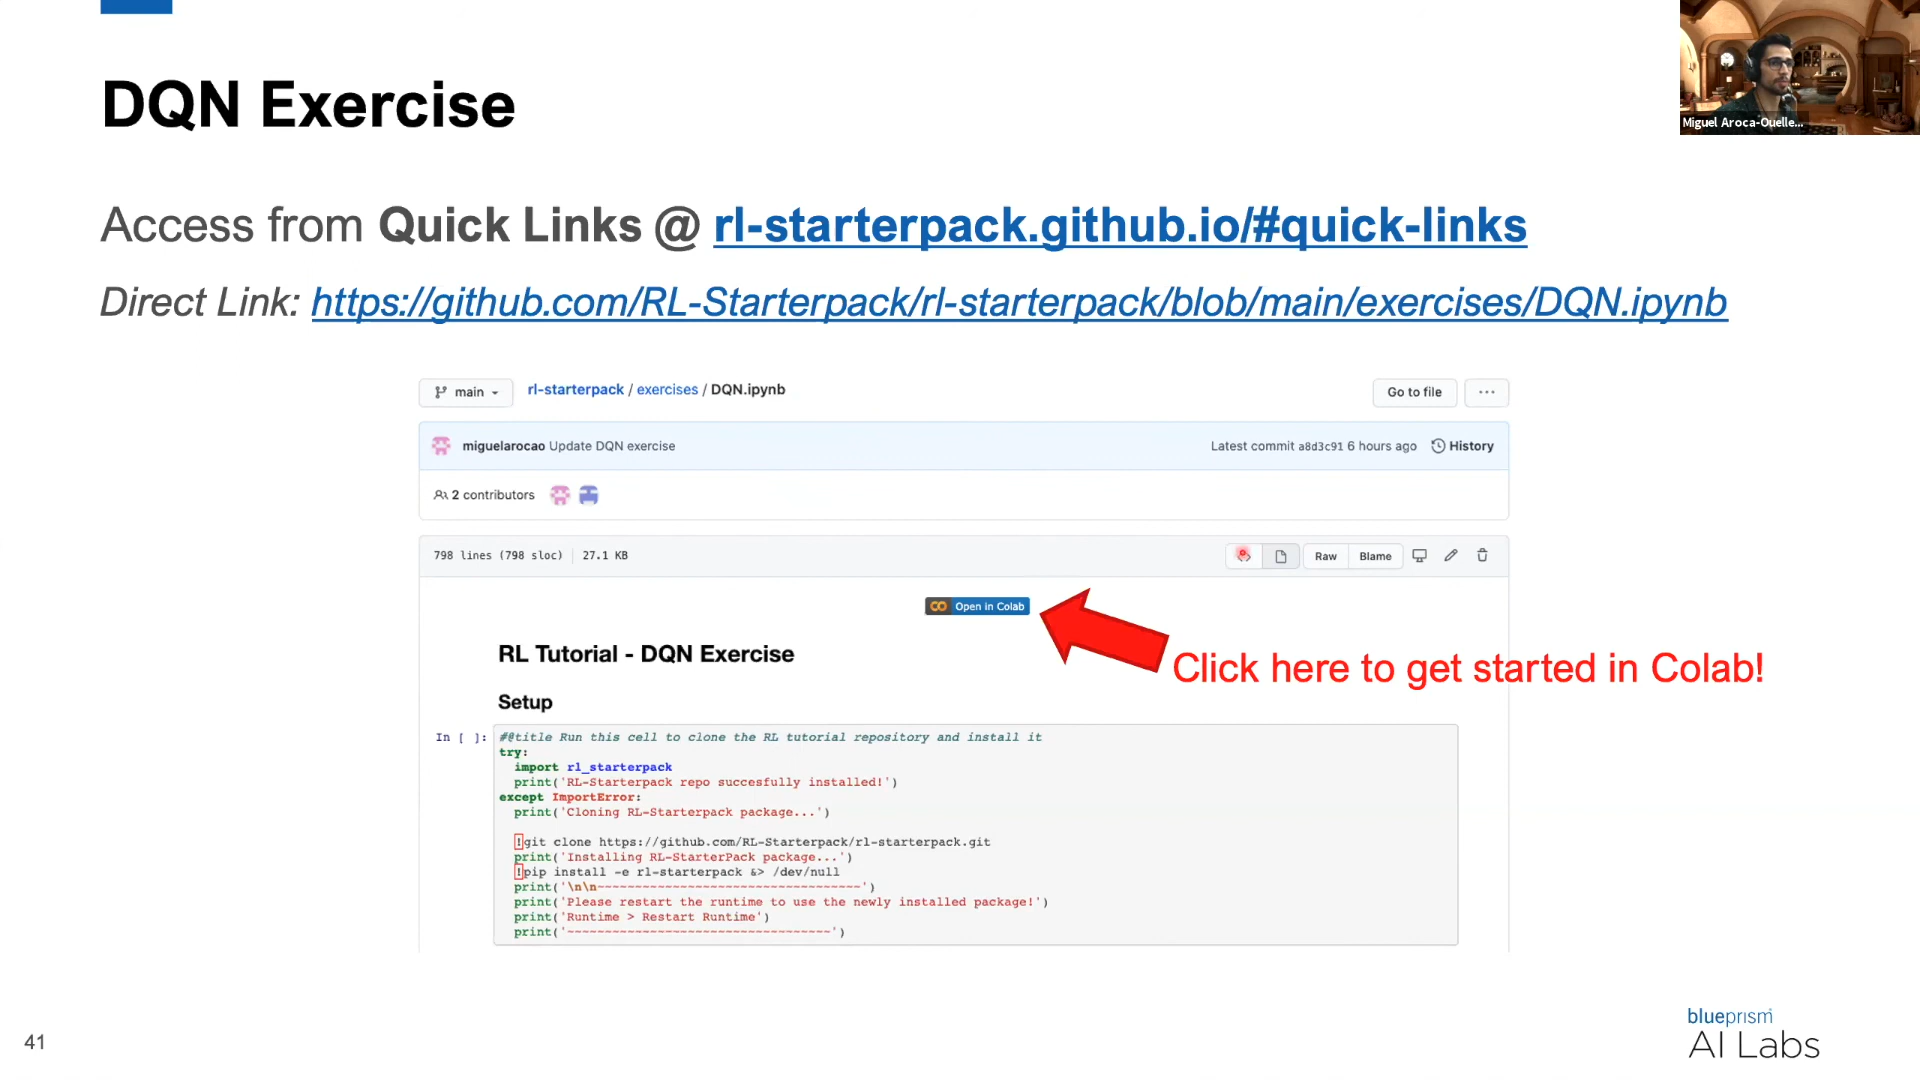 DQN Exercise
Miguel Aroca-Ouelle...
Access from Quick Links @ rl-starterpack.github.io/#quick-links
Direct Link: https://github.com/RL-Starterpack/rl-starterpack/blob/main/exercises/DQN.ipynb
main rl-starterpack / exercises / DQN.ipynb Go to file ...
miguelarocao Update DQN exercise Latest commit a8d3c91 6 hours ago History
2 contributors
798 lines (798 sloc) 27.1 KB Raw Blame
Open in Colab
RL Tutorial - DQN Exercise
Click here to get started in Colab!
Setup
In [ ]: ##@title Run this cell to clone the RL tutorial repository and install it
try:
import rl_starterpack
print('RL-Starterpack repo succesfully installed!')
except ImportError:
print('Cloning RL-Starterpack package...')
!git clone https://github.com/RL-Starterpack/rl-starterpack.git
print('Installing RL-StarterPack package...')
!pip install -e rl-starterpack &> /dev/null
print('\n\n~~~~~~~~~~~~~~~~~~~~~~~~~~~~~~~~~~~')
print('Please restart the runtime to use the newly installed package!')
print('Runtime > Restart Runtime')
print('~~~~~~~~~~~~~~~~~~~~~~~~~~~~~~~~~~~')
blueprism
AI Labs
41